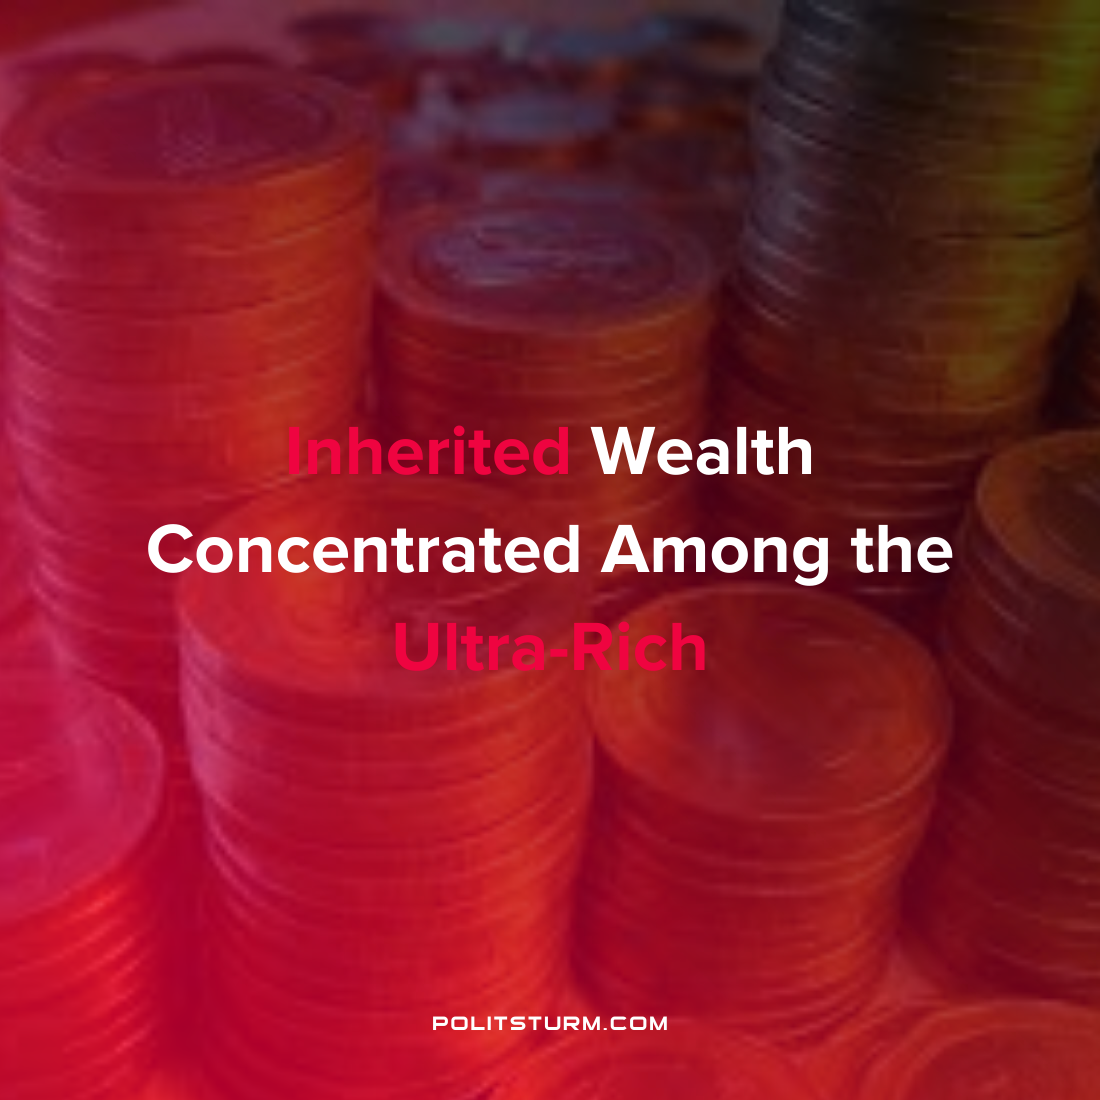 Inherited Wealth
Concentrated Among the
Ultra-Rich
POLITSTURM.COM